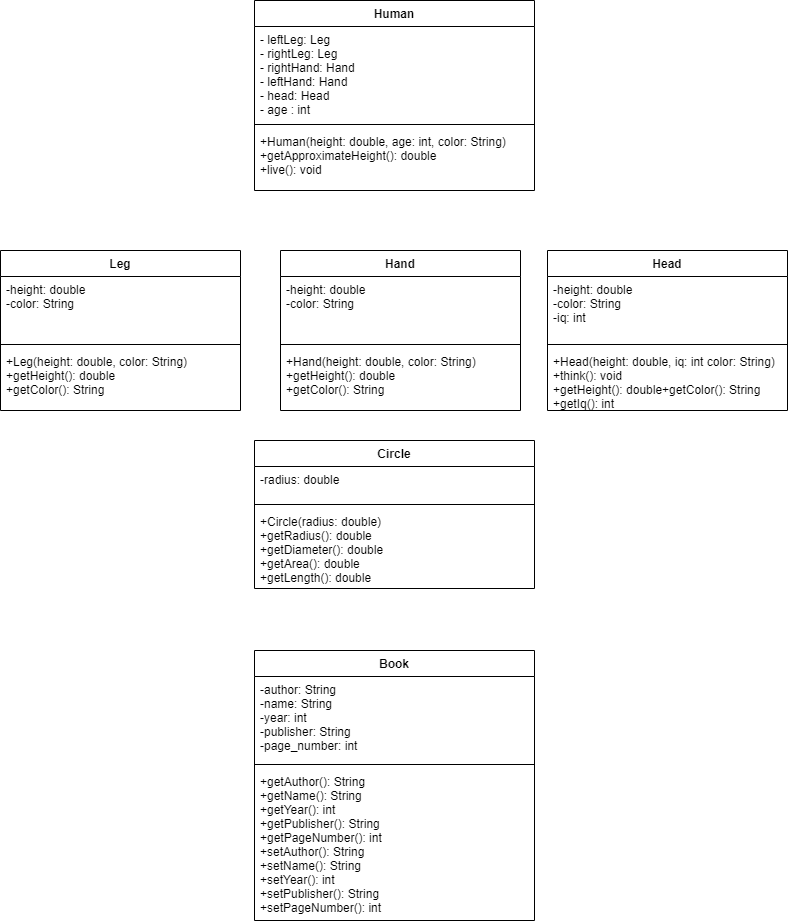 Human
- leftLeg: Leg
- rightLeg: Leg
- rightHand: Hand
- leftHand: Hand
- head: Head
- age : int
+Human(height: double, age: int, color: String)
+getApproximateHeight(): double
+live(): void
Leg
-height: double
-color: String
+Leg(height: double, color: String)
+getHeight(): double
+getColor(): String
Hand
-height: double
-color: String
+Hand(height: double, color: String)
+getHeight(): double
+getColor(): String
Head
-height: double
-color: String
-iq: int
+Head(height: double, iq: int color: String)
+think(): void
+getHeight(): double+getColor(): String
+getIq(): int
Circle
-radius: double
+Circle(radius: double)
+getRadius(): double
+getDiameter(): double
+getArea(): double
+getLength(): double
Book
-author: String
-name: String
-year: int
-publisher: String
-page_number: int
+getAuthor(): String
+getName(): String
+getYear(): int
+getPublisher(): String
+getPageNumber(): int
+setAuthor(): String
+setName(): String
+setYear(): int
+setPublisher(): String
+setPageNumber(): int